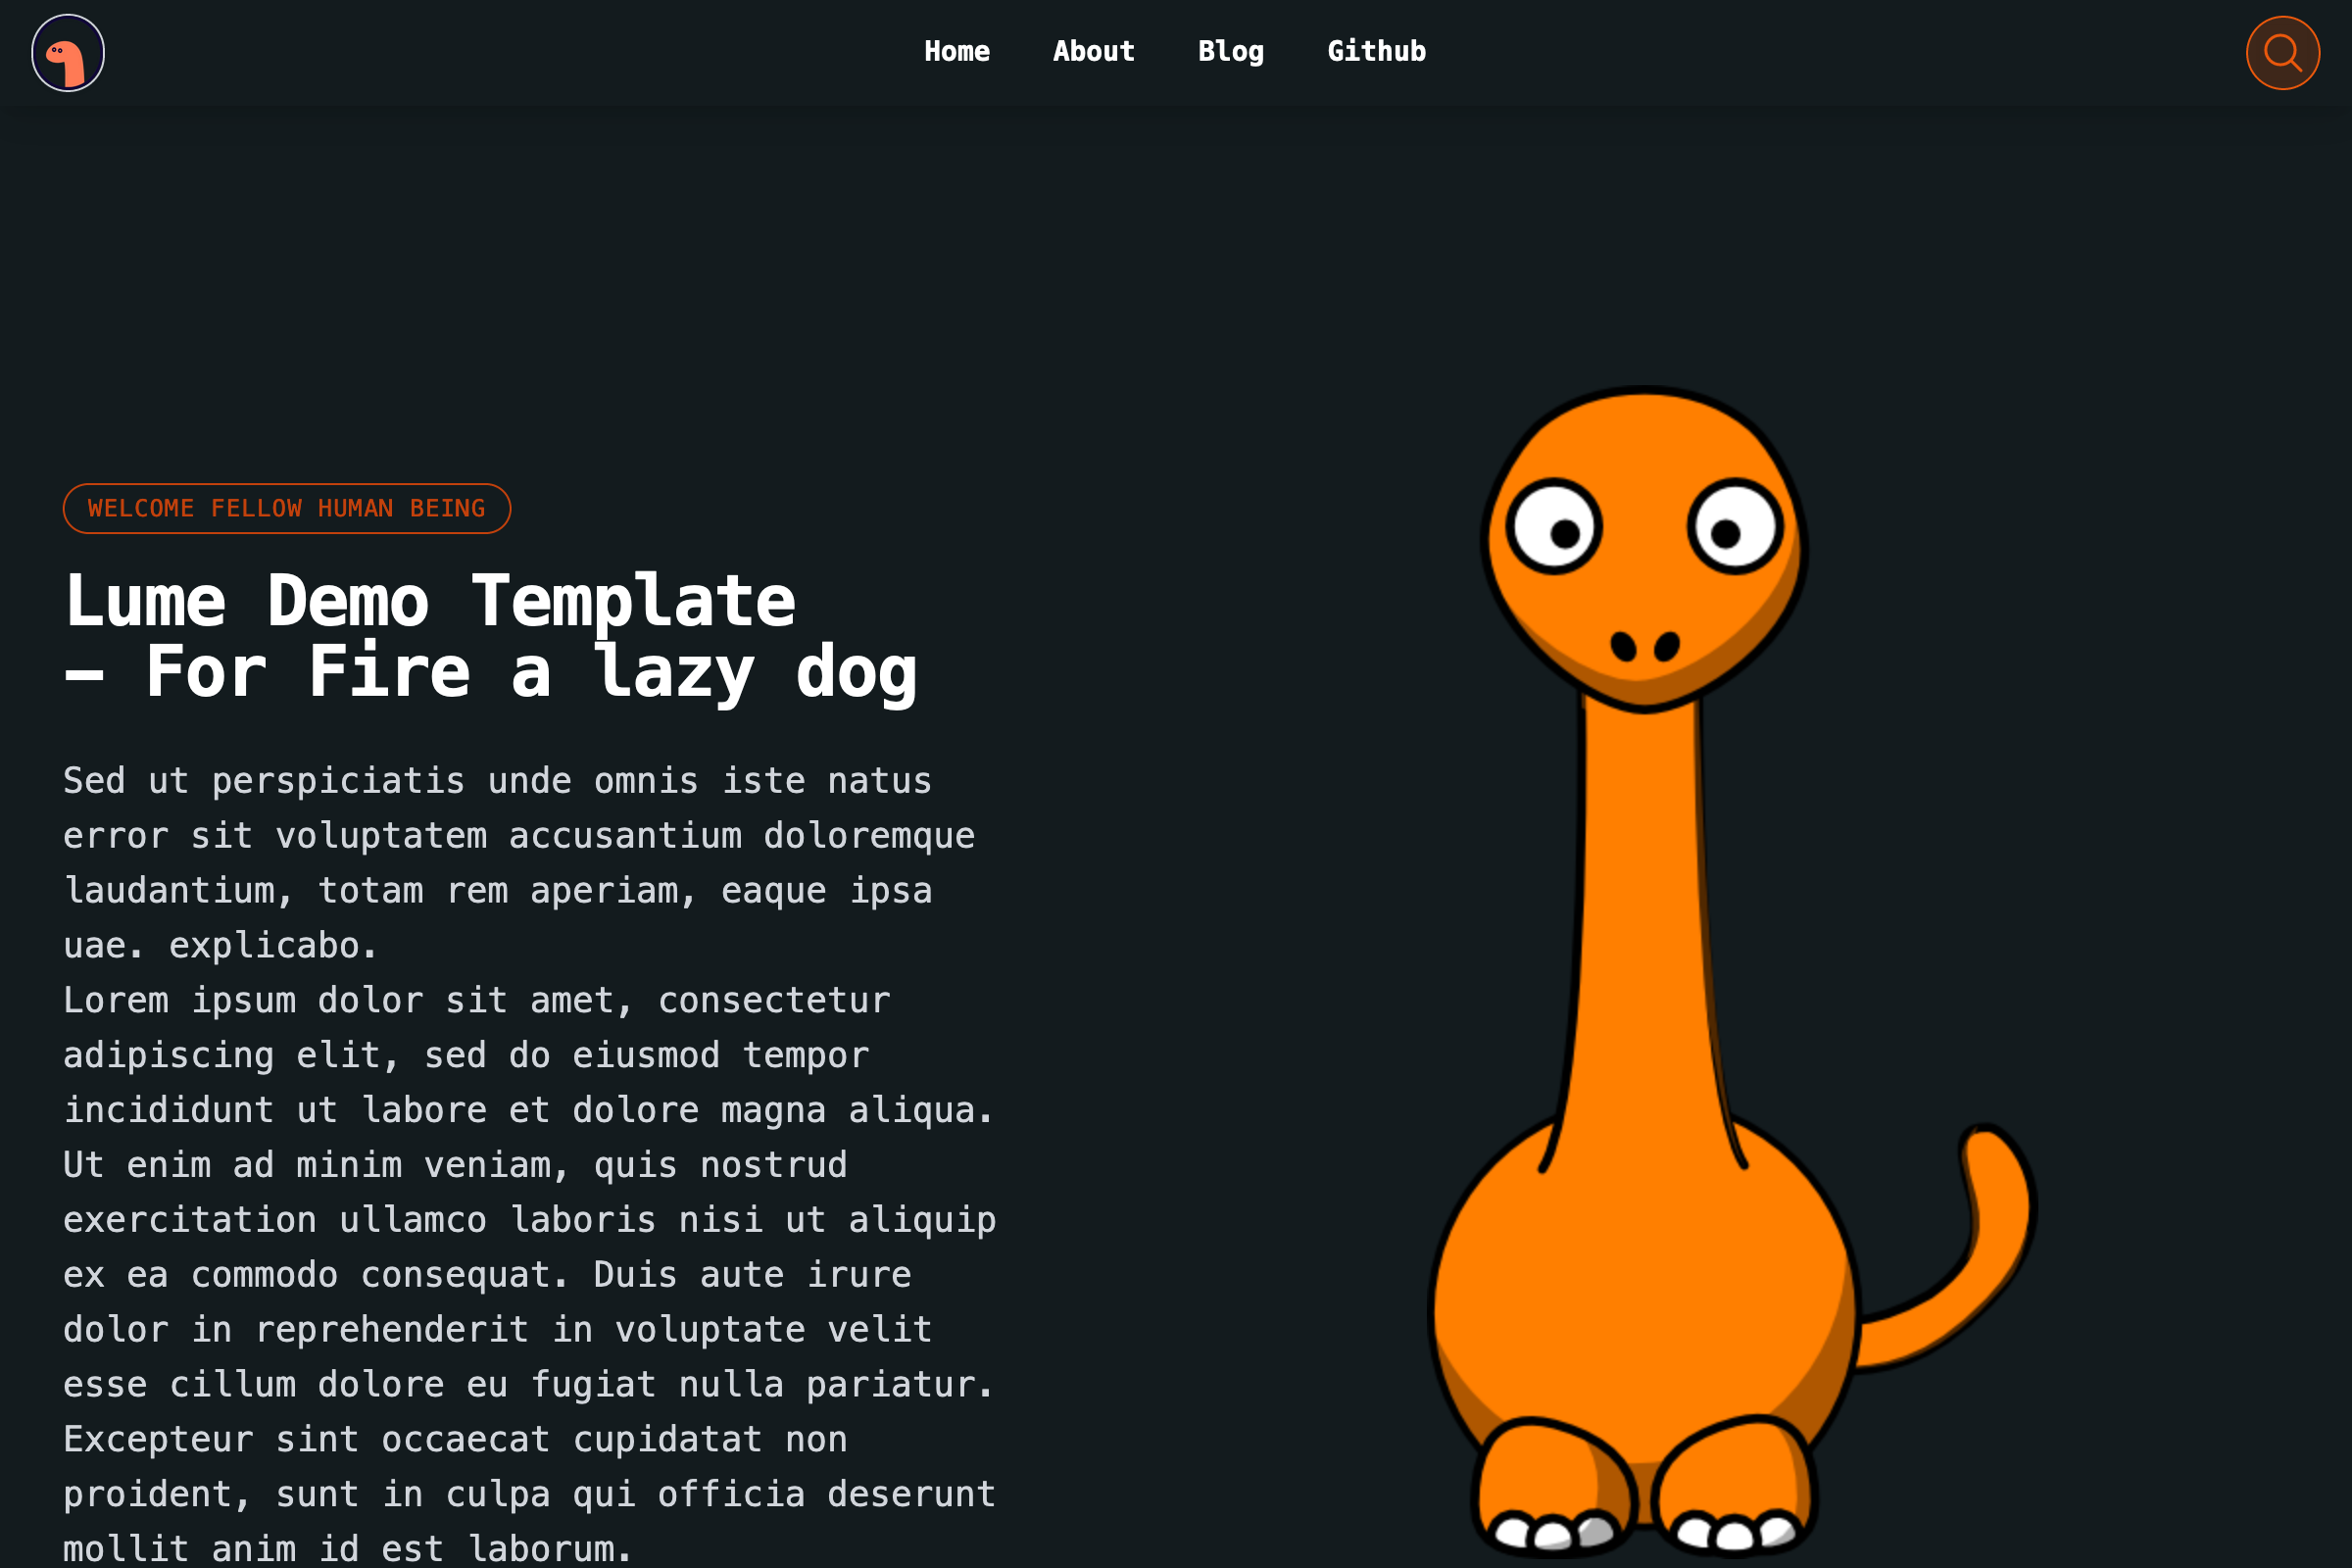 Home About Blog Github
WELCOME FELLOW HUMAN BEING
Lume Demo Template
– For Fire a lazy dog
Sed ut perspiciatis unde omnis iste natus
error sit voluptatem accusantium doloremque
laudantium, totam rem aperiam, eaque ipsa
uae. explicabo.
Lorem ipsum dolor sit amet, consectetur
adipiscing elit, sed do eiusmod tempor
incididunt ut labore et dolore magna aliqua.
Ut enim ad minim veniam, quis nostrud
exercitation ullamco laboris nisi ut aliquip
ex ea commodo consequat. Duis aute irure
dolor in reprehenderit in voluptate velit
esse cillum dolore eu fugiat nulla pariatur.
Excepteur sint occaecat cupidatat non
proident, sunt in culpa qui officia deserunt
mollit anim id est laborum.